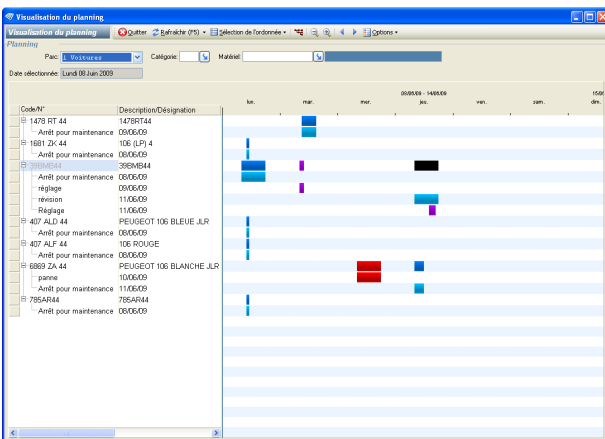 Visualisation du planning
Visualisation du planning Quitter Rafraîchir (F5) Sélection de l'ordonnée Options
Planning
Parc: 1 Voitures Catégorie: Matériel:
Date sélectionnée: Lundi 08 Juin 2009
08/06/09 - 14/06/09 15/0
lun. mar. mer. jeu. ven. sam. dim.
Code/N° Description/Désignation
1478 RT 44 1478RT44
Arrêt pour maintenance 09/06/09
1681 ZK 44 106 (LP) 4
Arrêt pour maintenance 08/06/09
39BMB44 39BMB44
Arrêt pour maintenance 08/06/09
réglage 09/06/09
révision 11/06/09
Réglage 11/06/09
407 ALD 44 PEUGEOT 106 BLEUE JLR
Arrêt pour maintenance 08/06/09
407 ALF 44 106 ROUGE
Arrêt pour maintenance 08/06/09
6869 ZA 44 PEUGEOT 106 BLANCHE JLR
panne 10/06/09
Arrêt pour maintenance 11/06/09
785AR44 785AR44
Arrêt pour maintenance 08/06/09